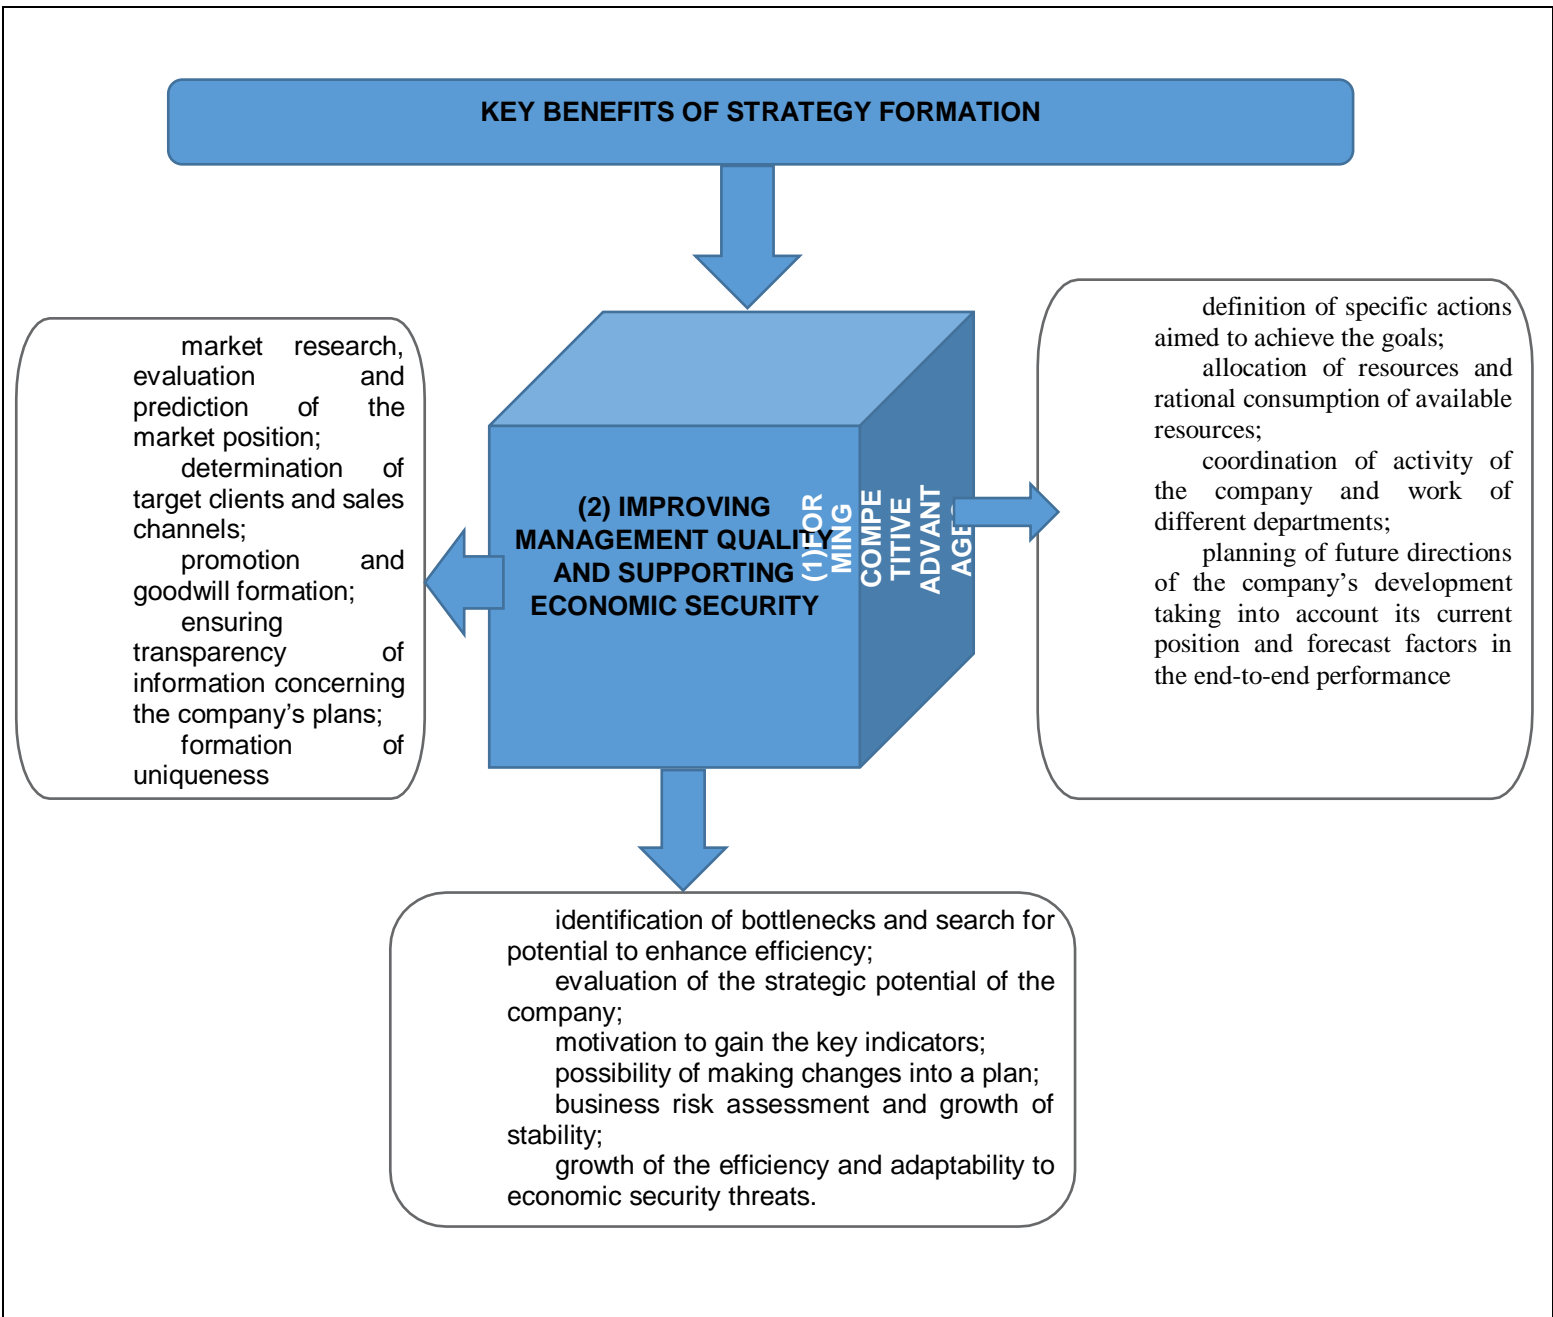 KEY BENEFITS OF STRATEGY FORMATION
market research,
evaluation and
prediction of the
market position;
determination of
target clients and sales
channels;
promotion and
goodwill formation;
ensuring
transparency of
information concerning
the company’s plans;
formation of
uniqueness
(2) IMPROVING
MANAGEMENT QUALITY
AND SUPPORTING
ECONOMIC SECURITY
(1)FOR
MING
COMPE
TITIVE
ADVANT
AGE
definition of specific actions
aimed to achieve the goals;
allocation of resources and
rational consumption of available
resources;
coordination of activity of
the company and work of
different departments;
planning of future directions
of the company’s development
taking into account its current
position and forecast factors in
the end-to-end performance
identification of bottlenecks and search for
potential to enhance efficiency;
evaluation of the strategic potential of the
company;
motivation to gain the key indicators;
possibility of making changes into a plan;
business risk assessment and growth of
stability;
growth of the efficiency and adaptability to
economic security threats.